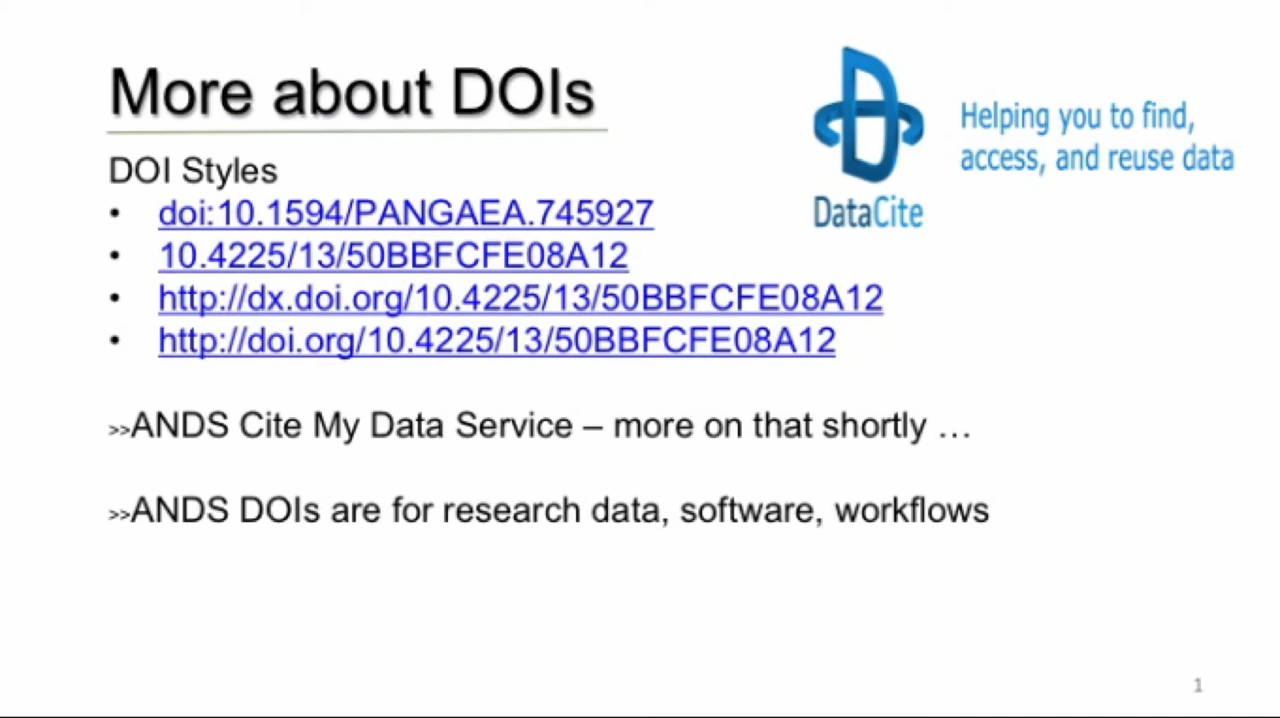 More about DOIs
Helping you to find,
access, and reuse data
DataCite
DOI Styles
• doi:10.1594/PANGAEA.745927
• 10.4225/13/50BBFCFE08A12
• http://dx.doi.org/10.4225/13/50BBFCFE08A12
• http://doi.org/10.4225/13/50BBFCFE08A12
>>ANDS Cite My Data Service – more on that shortly …
>>ANDS DOIs are for research data, software, workflows
1